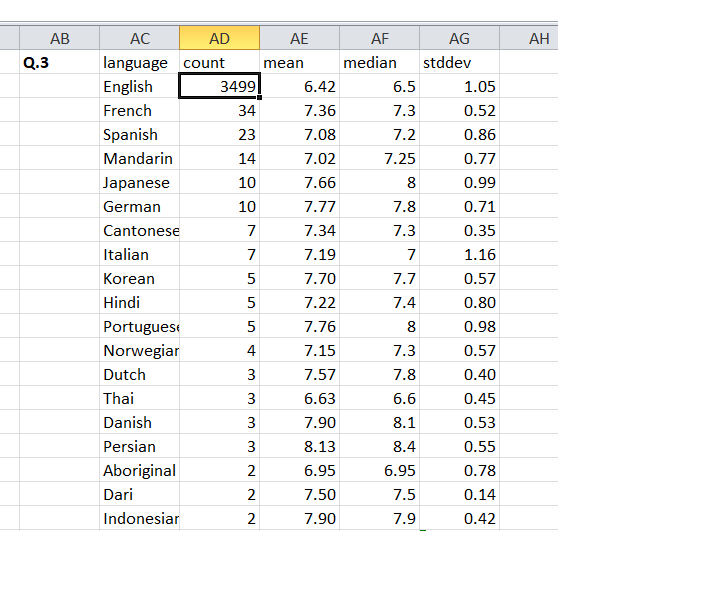 AB AC AD AE AF AG AH
Q.3 language count mean median stddev
English 3499 6.42 6.5 1.05
French 34 7.36 7.3 0.52
Spanish 23 7.08 7.2 0.86
Mandarin 14 7.02 7.25 0.77
Japanese 10 7.66 8 0.99
German 10 7.77 7.8 0.71
Cantonese 7 7.34 7.3 0.35
Italian 7 7.19 7 1.16
Korean 5 7.70 7.7 0.57
Hindi 5 7.22 7.4 0.80
Portuguese 5 7.76 8 0.98
Norwegian 4 7.15 7.3 0.57
Dutch 3 7.57 7.8 0.40
Thai 3 6.63 6.6 0.45
Danish 3 7.90 8.1 0.53
Persian 3 8.13 8.4 0.55
Aboriginal 2 6.95 6.95 0.78
Dari 2 7.50 7.5 0.14
Indonesian 2 7.90 7.9 0.42